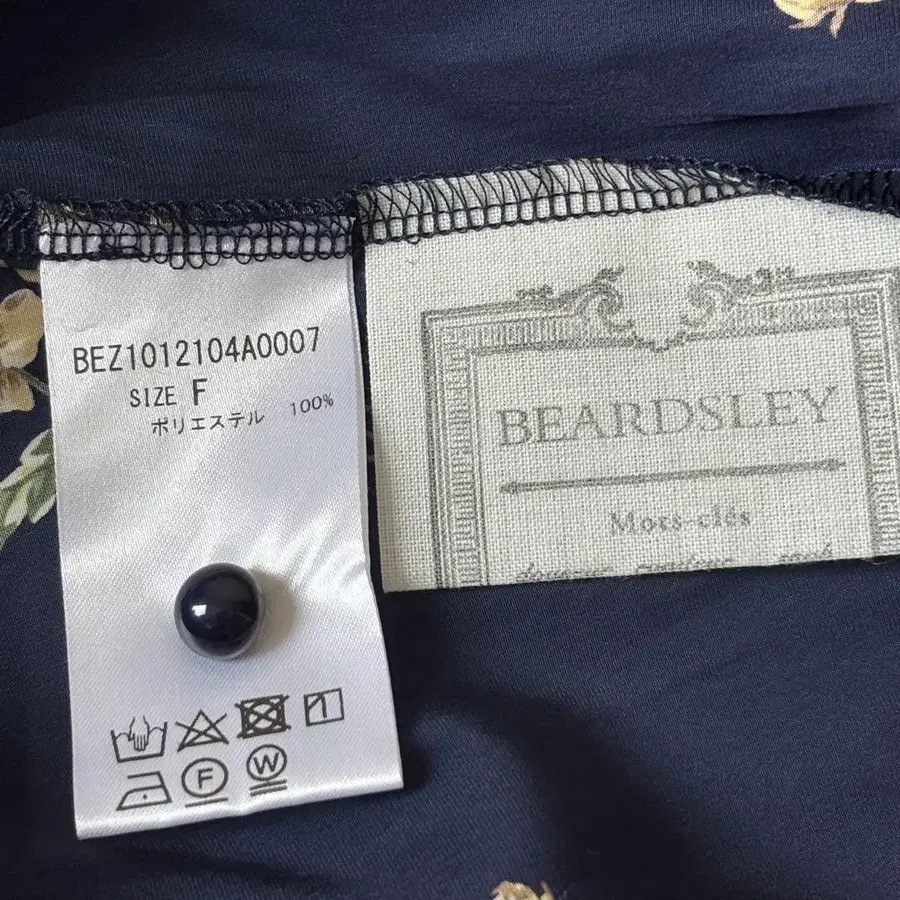 BEZ1012104A0007
SIZE F
ポリエステル 100%
BEARDSLEY
Mots-clés
F
W